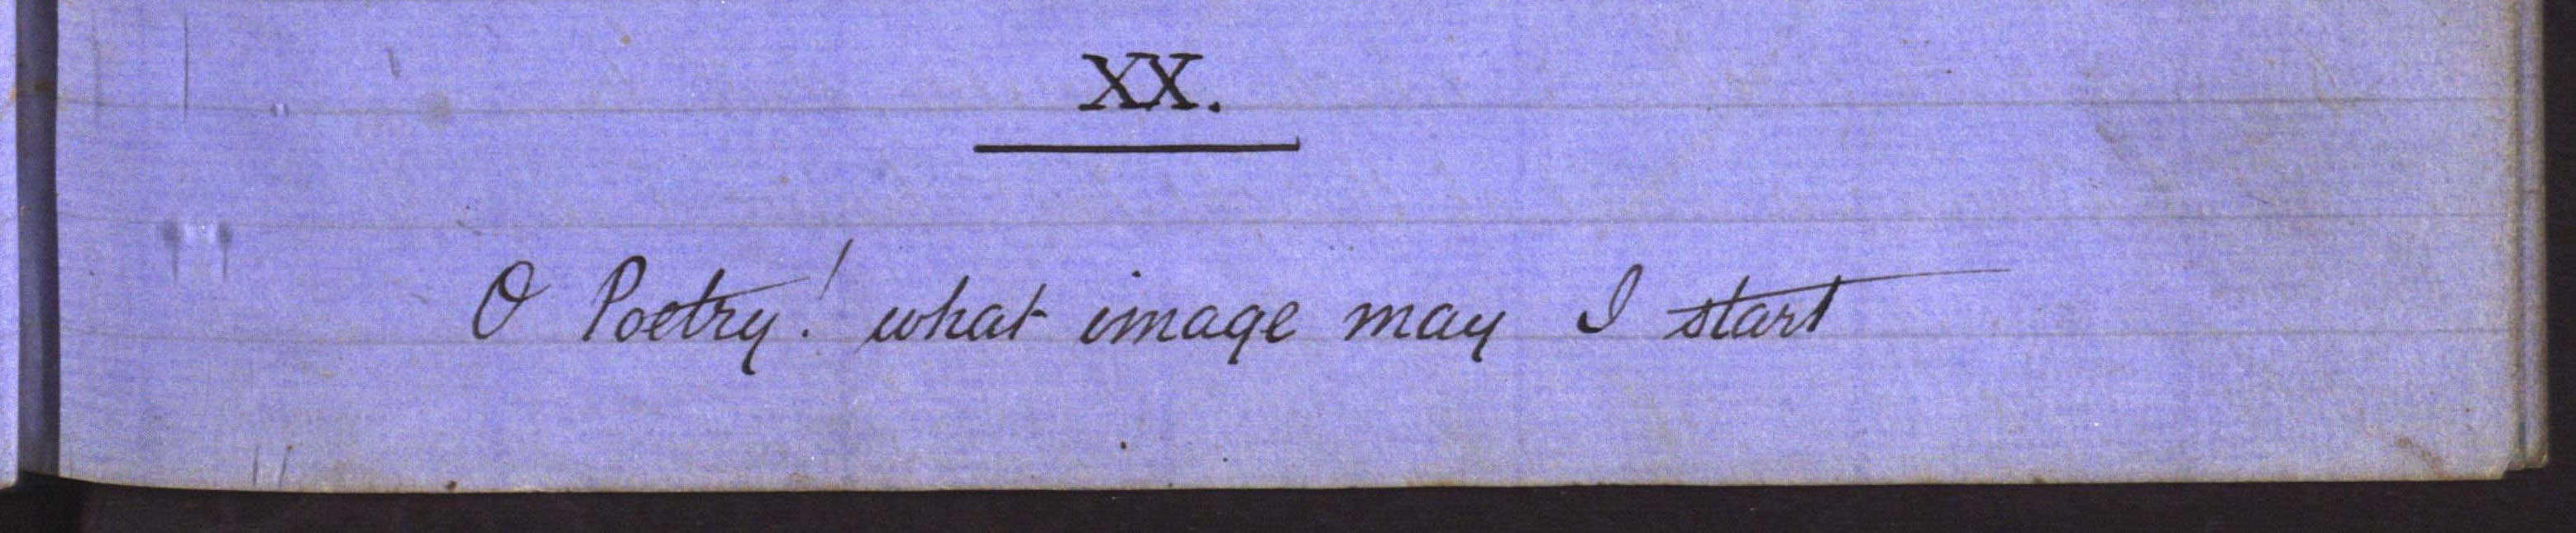 XX.
O Poetry! what image may I start